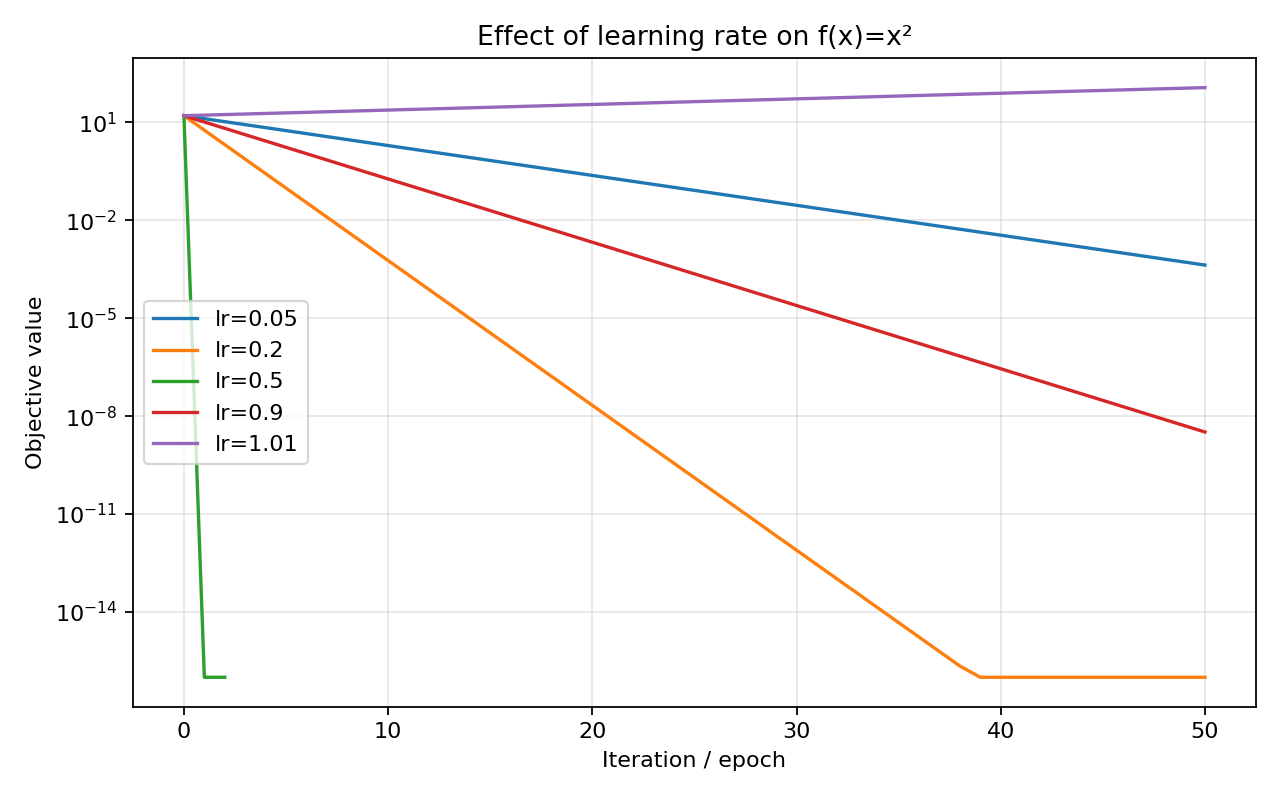 Effect of learning rate on f(x)=x²
Objective value
10¹
10⁻²
10⁻⁵
10⁻⁸
10⁻¹¹
10⁻¹⁴
lr=0.05
lr=0.2
lr=0.5
lr=0.9
lr=1.01
0 10 20 30 40 50
Iteration / epoch